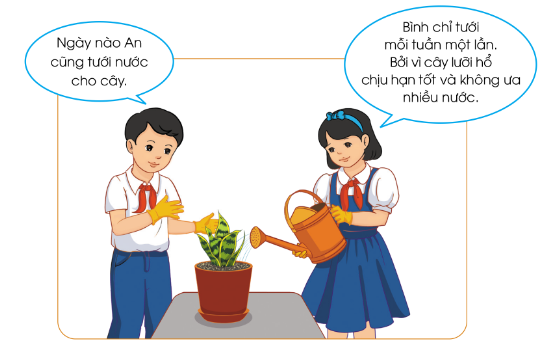 Ngày nào An
cũng tưới nước
cho cây.
Bình chỉ tưới
mỗi tuần một lần.
Bởi vì cây lưỡi hổ
chịu hạn tốt và không ưa
nhiều nước.